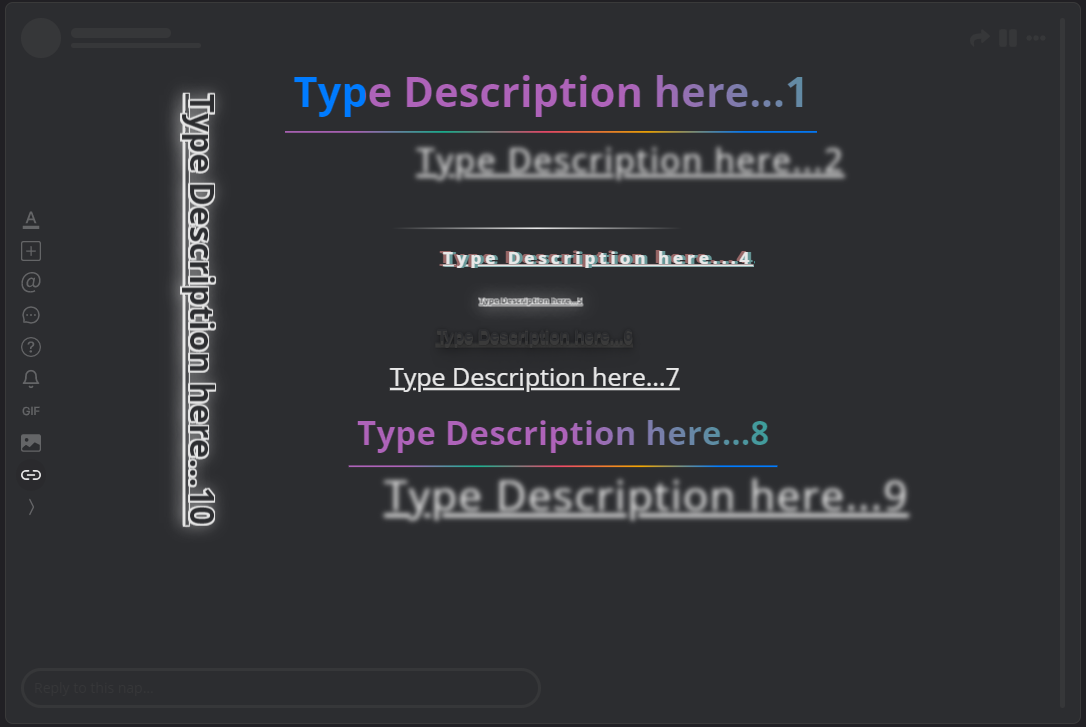 Type Description here...1
Type Description here...2
Type Description here...4
Type Description here...5
Type Description here...6
Type Description here...7
Type Description here...8
Type Description here...9
Type Description here...10
A
@
?
GIF
Reply to this nap...